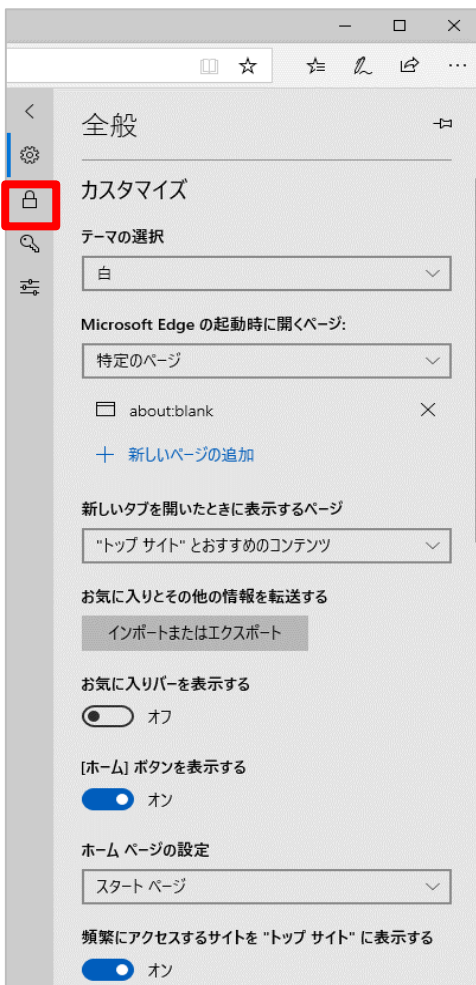 全般
カスタマイズ
テーマの選択
白
Microsoft Edge の起動時に開くページ:
特定のページ
about:blank
新しいページの追加
新しいタブを開いたときに表示するページ
"トップ サイト" とおすすめのコンテンツ
お気に入りとその他の情報を転送する
インポートまたはエクスポート
お気に入りバーを表示する
オフ
[ホーム] ボタンを表示する
オン
ホーム ページの設定
スタート ページ
頻繁にアクセスするサイトを "トップ サイト" に表示する
オン